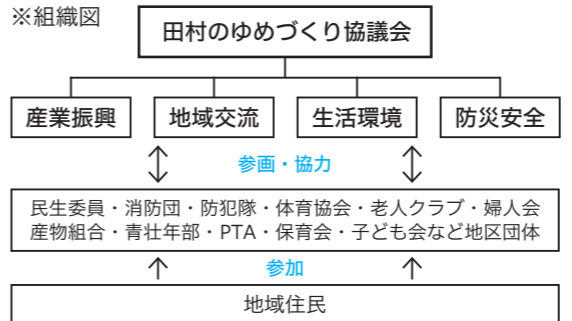 ※組織図
田村のゆめづくり協議会
産業振興 地域交流 生活環境 防災安全
参画・協力
民生委員・消防団・防犯隊・体育協会・老人クラブ・婦人会
産物組合・青壮年部・PTA・保育会・子ども会など地区団体
参加
地域住民